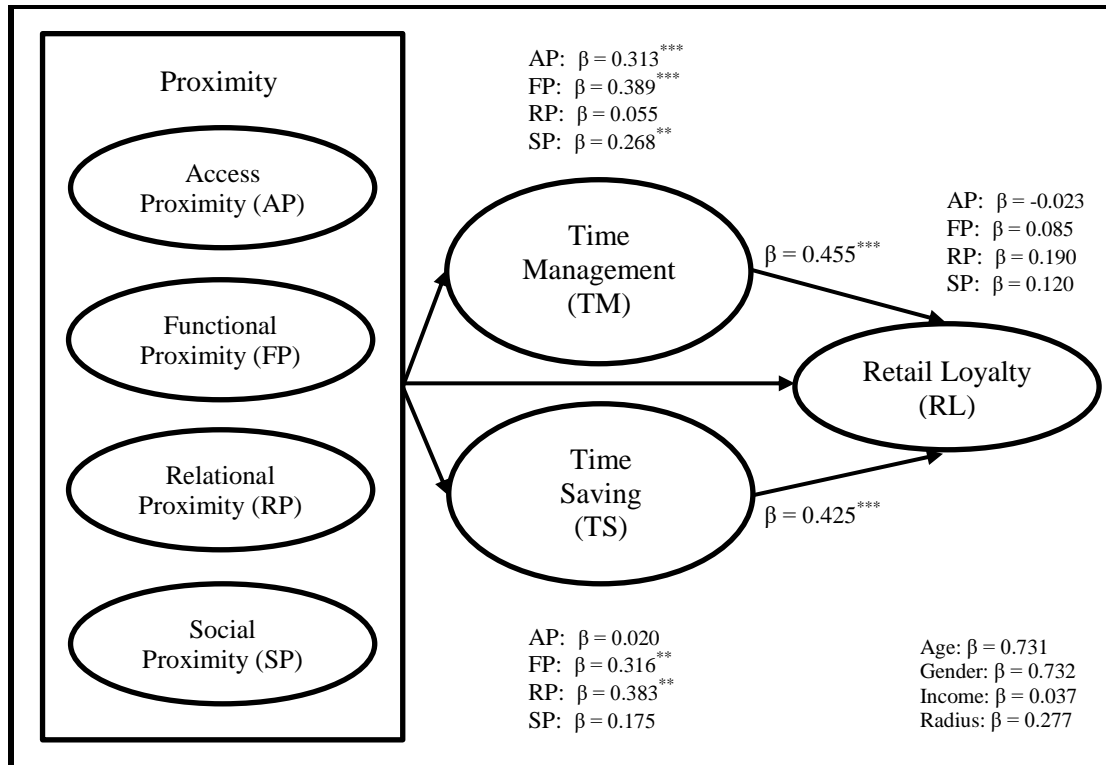 Proximity
Access
Proximity (AP)
Functional
Proximity (FP)
Relational
Proximity (RP)
Social
Proximity (SP)
AP: β = 0.313***
FP: β = 0.389***
RP: β = 0.055
SP: β = 0.268**
Time
Management
(TM)
β = 0.455***
AP: β = -0.023
FP: β = 0.085
RP: β = 0.190
SP: β = 0.120
Retail Loyalty
(RL)
Time
Saving
(TS)
β = 0.425***
AP: β = 0.020
FP: β = 0.316**
RP: β = 0.383**
SP: β = 0.175
Age: β = 0.731
Gender: β = 0.732
Income: β = 0.037
Radius: β = 0.277